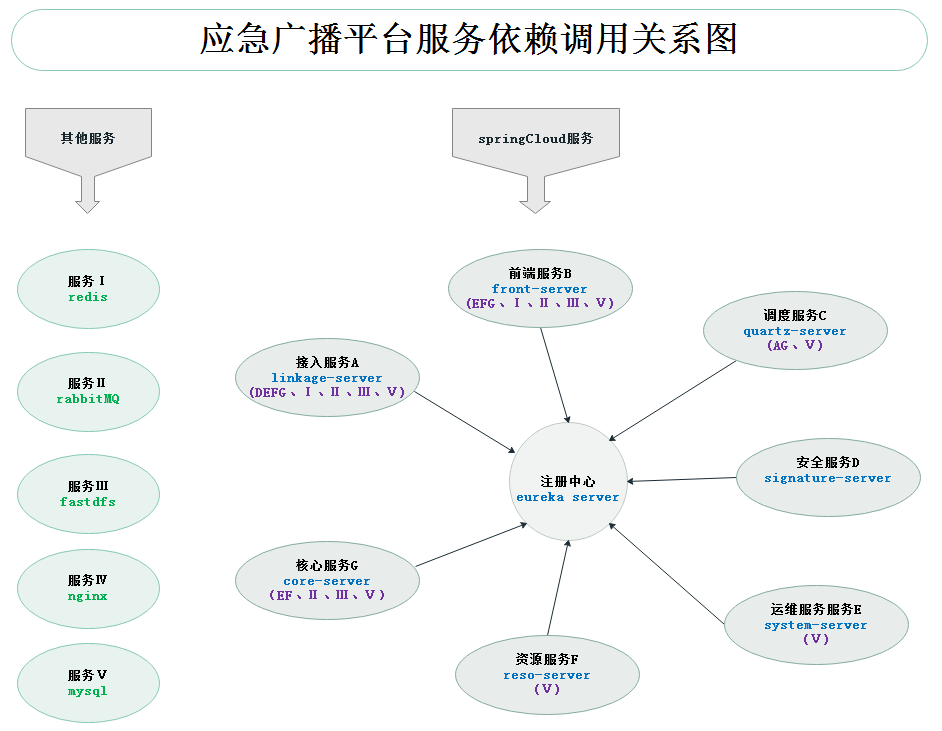 应急广播平台服务依赖调用关系图
其他服务
springCloud服务
服务Ⅰ
redis
服务Ⅱ
rabbitMQ
服务Ⅲ
fastdfs
服务Ⅳ
nginx
服务Ⅴ
mysql
前端服务B
front-server
(EFG、Ⅰ、Ⅱ、Ⅲ、Ⅴ)
调度服务C
quartz-server
(AG、Ⅴ)
接入服务A
linkage-server
(DEFG、Ⅰ、Ⅱ、Ⅲ、Ⅴ)
安全服务D
signature-server
注册中心
eureka server
核心服务G
core-server
(EF、Ⅱ、Ⅲ、Ⅴ)
运维服务服务E
system-server
(Ⅴ)
资源服务F
reso-server
(Ⅴ)